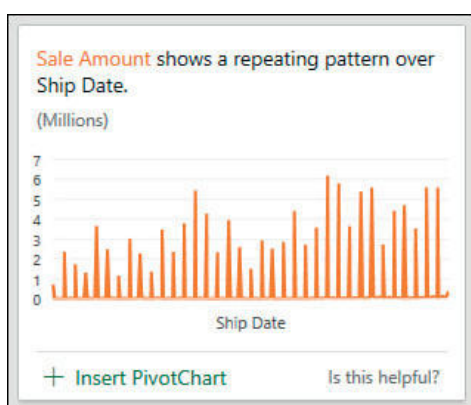 Sale Amount shows a repeating pattern over
Ship Date.
(Millions)
7
6
5
4
3
2
1
0
Ship Date
+ Insert PivotChart Is this helpful?